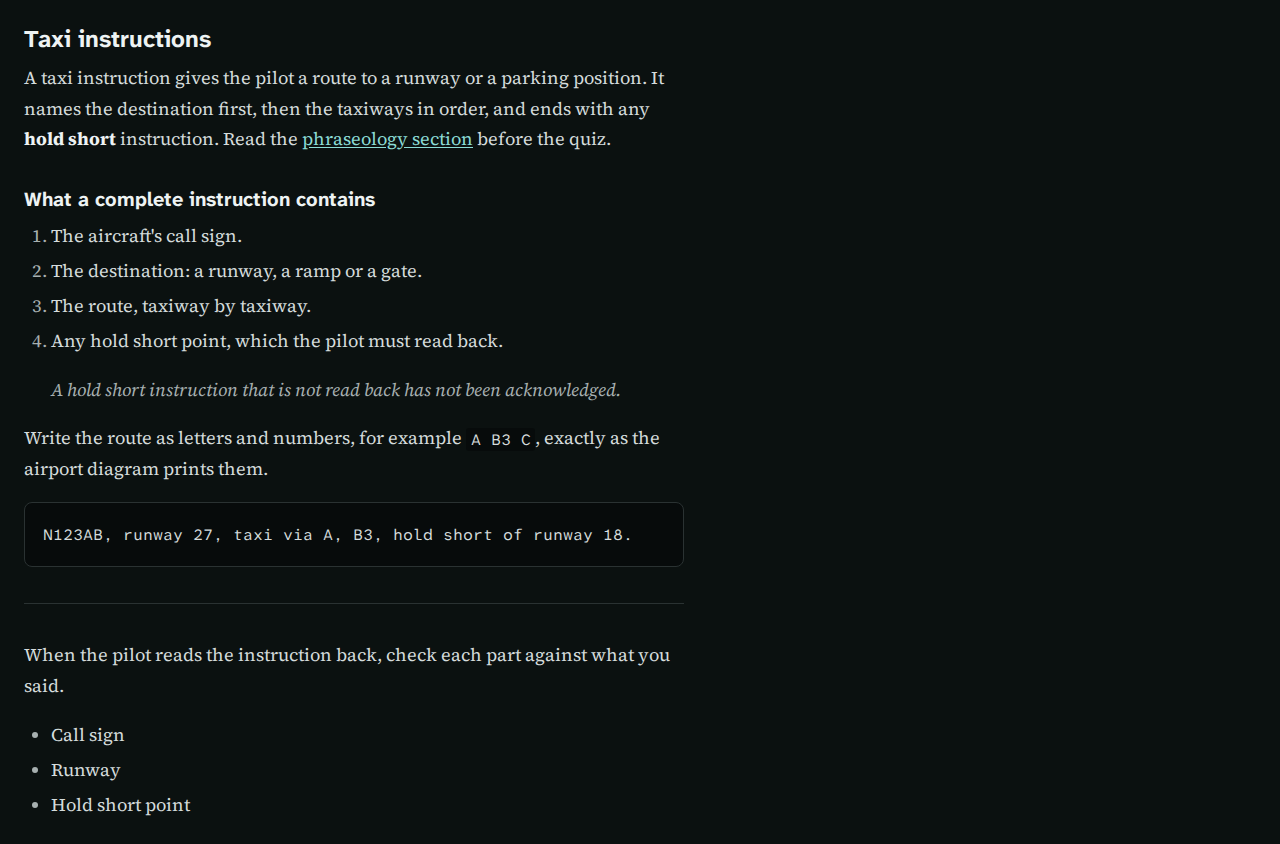 Taxi instructions
A taxi instruction gives the pilot a route to a runway or a parking position. It
names the destination first, then the taxiways in order, and ends with any
hold short instruction. Read the phraseology section before the quiz.
What a complete instruction contains
1. The aircraft's call sign.
2. The destination: a runway, a ramp or a gate.
3. The route, taxiway by taxiway.
4. Any hold short point, which the pilot must read back.
A hold short instruction that is not read back has not been acknowledged.
Write the route as letters and numbers, for example A B3 C, exactly as the
airport diagram prints them.
N123AB, runway 27, taxi via A, B3, hold short of runway 18.
When the pilot reads the instruction back, check each part against what you
said.
• Call sign
• Runway
• Hold short point